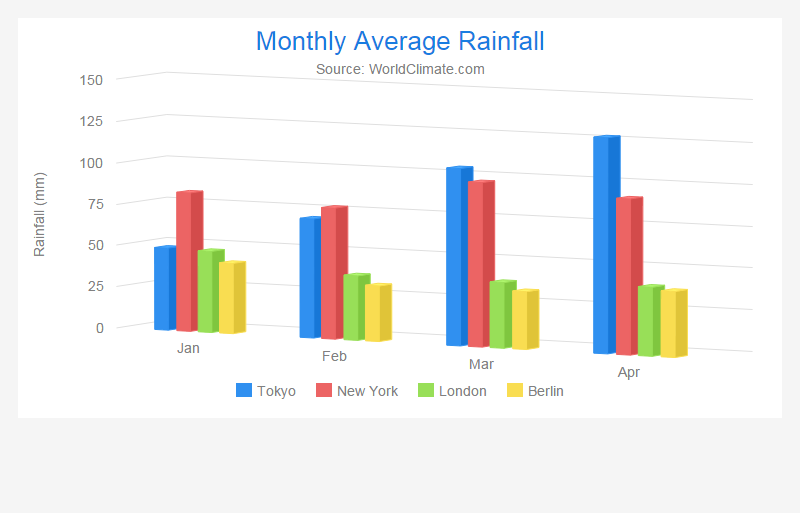 Monthly Average Rainfall
Source: WorldClimate.com
Rainfall (mm)
150
125
100
75
50
25
0
Jan
Feb
Mar
Apr
Tokyo New York London Berlin